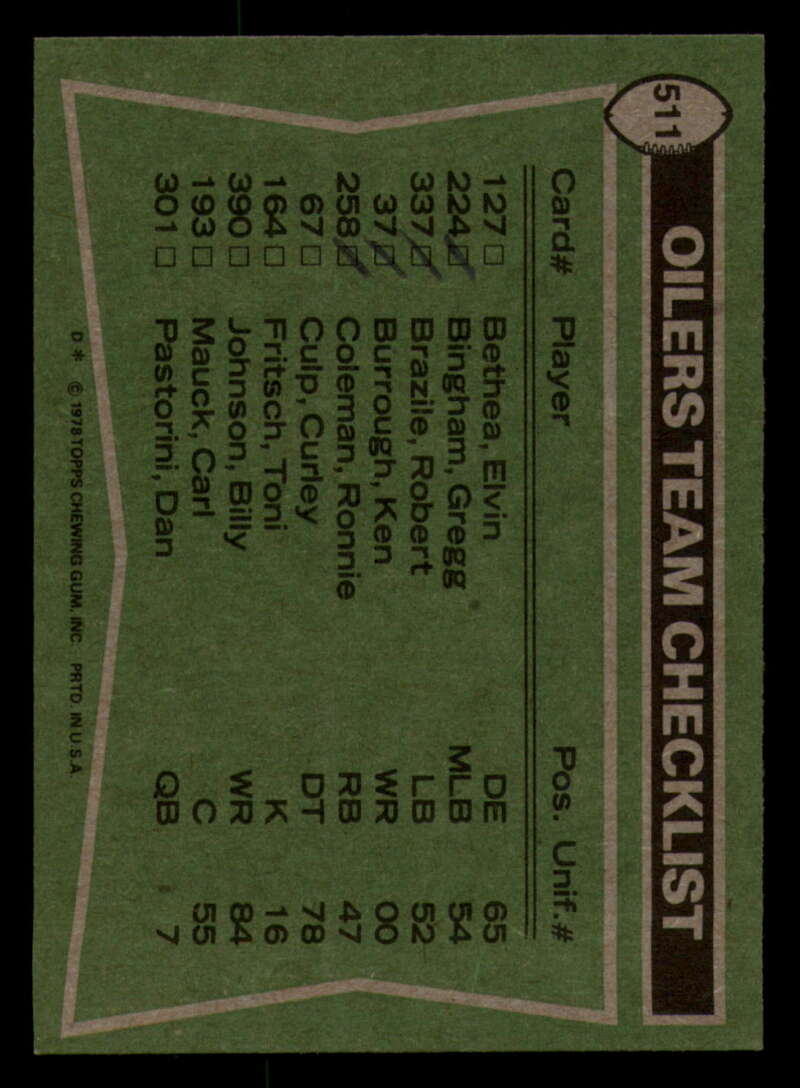 511
OILERS TEAM CHECKLIST
Card# Player Pos. Unif.#
127 □ Bethea, Elvin DE 65
224 □ Bingham, Gregg MLB 54
337 □ Brazile, Robert LB 52
37 □ Burrough, Ken WR 00
258 □ Coleman, Ronnie RB 47
67 □ Culp, Curley DT 78
164 □ Fritsch, Toni K 16
390 □ Johnson, Billy WR 84
193 □ Mauck, Carl C 55
301 □ Pastorini, Dan QB 7
D* © 1978 TOPPS CHEWING GUM, INC. PRTD. IN U.S.A.